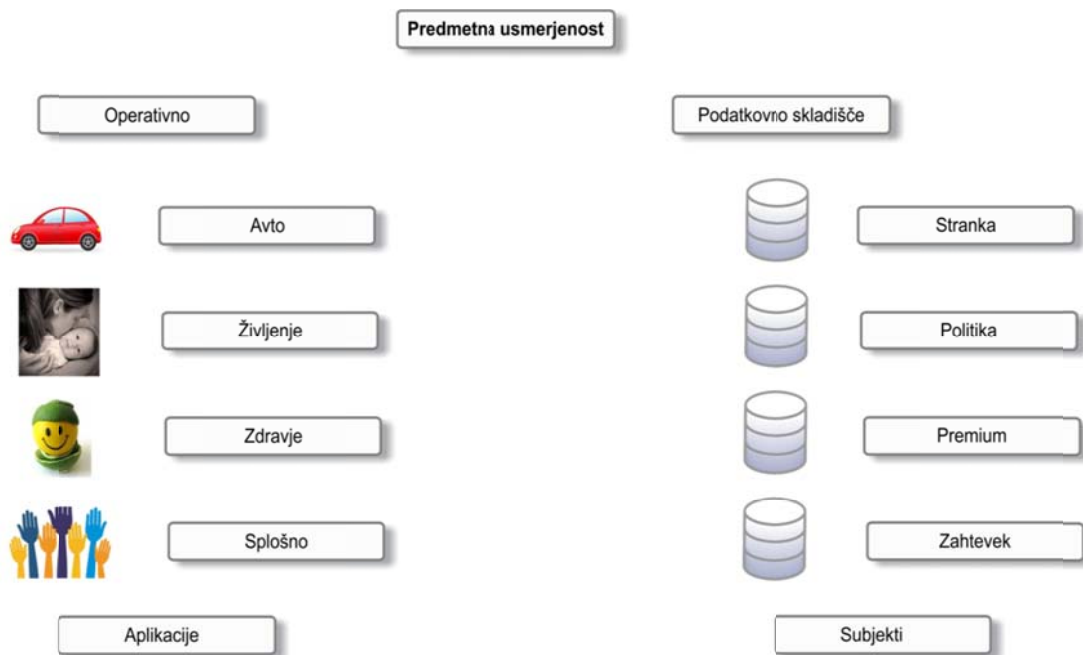 Predmetna usmerjenost
Operativno
Podatkovno skladišče
Avto
Stranka
Življenje
Politika
Zdravje
Premium
Splošno
Zahtevek
Aplikacije
Subjekti